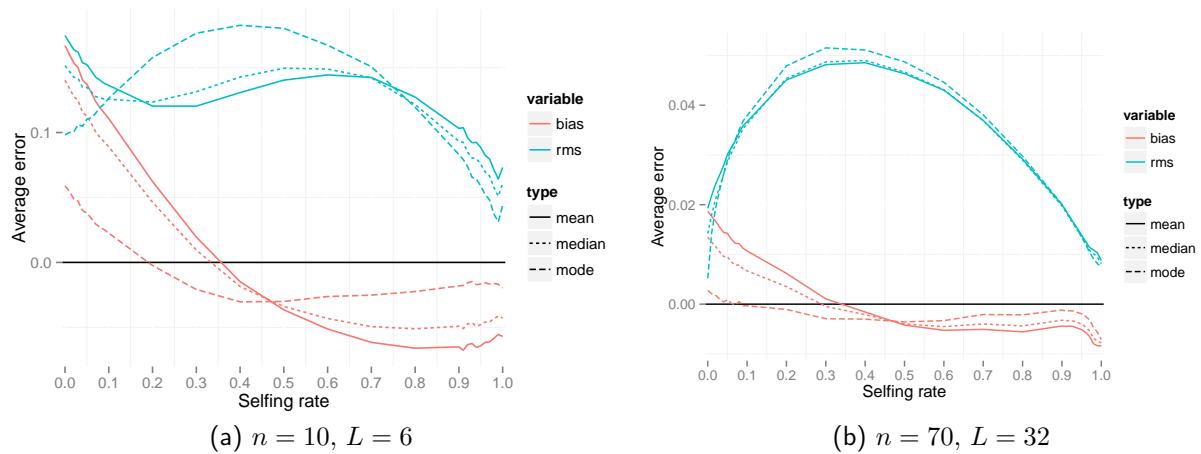 Average error
0.1
0.0
0.0 0.1 0.2 0.3 0.4 0.5 0.6 0.7 0.8 0.9 1.0
Selfing rate
variable
bias
rms
type
mean
median
mode
(a) n = 10, L = 6
Average error
0.04
0.02
0.00
0.0 0.1 0.2 0.3 0.4 0.5 0.6 0.7 0.8 0.9 1.0
Selfing rate
variable
bias
rms
type
mean
median
mode
(b) n = 70, L = 32